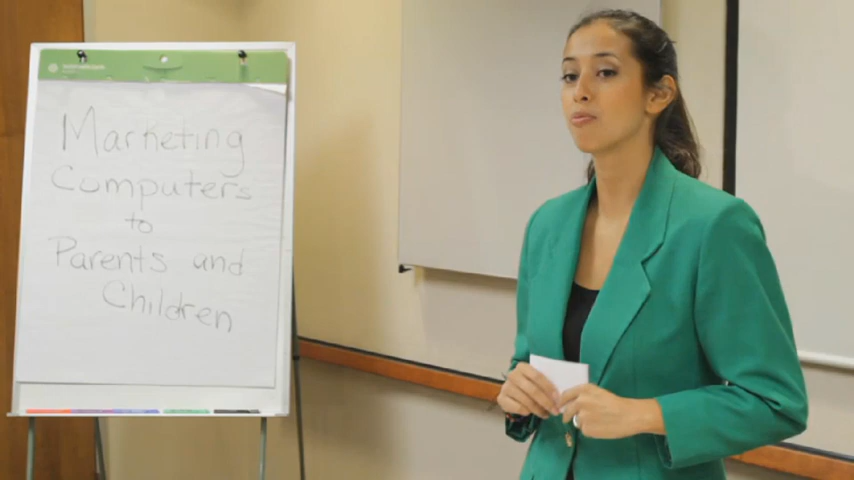 Marketing
Computers
to
Parents and
Children